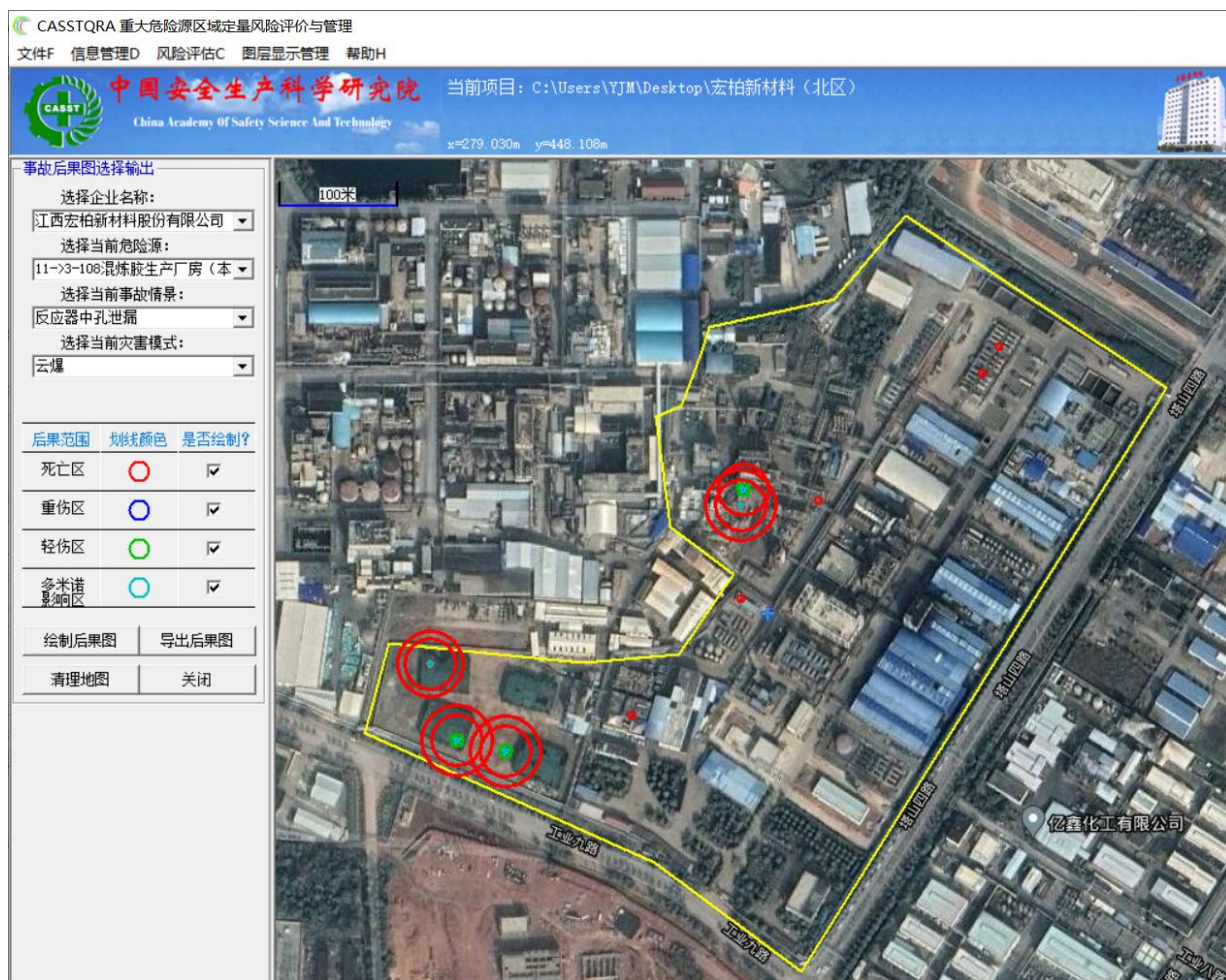 CASSTQRA 重大危险源区域定量风险评价与管理
文件F 信息管理D 风险评估C 图层显示管理 帮助H
CASST
中国安全生产科学研究院
China Academy Of Safety Science And Technology
当前项目：C:\Users\YJM\Desktop\宏柏新材料（北区）
x=279.030m y=448.108m
事故后果图选择输出
选择企业名称：
江西宏柏新材料股份有限公司
选择当前危险源：
11->3-108混炼胶生产厂房（本
选择当前事故情景：
反应器中孔泄漏
选择当前灾害模式：
云爆
后果范围 划线颜色 是否绘制?
死亡区
重伤区
轻伤区
多米诺
影响区
绘制后果图 导出后果图
清理地图 关闭
100米
塔山四路
塔山四路
塔山四路
亿鑫化工有限公司
工业九路
工业九路